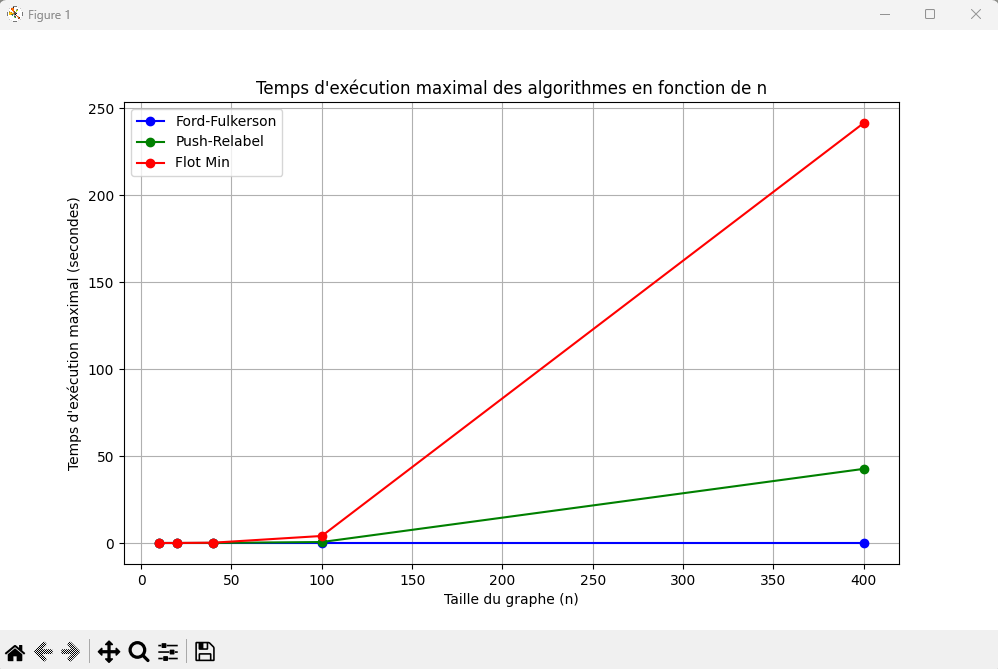 Figure 1
Temps d'exécution maximal des algorithmes en fonction de n
Ford-Fulkerson
Push-Relabel
Flot Min
Temps d'exécution maximal (secondes)
250
200
150
100
50
0
0 50 100 150 200 250 300 350 400
Taille du graphe (n)